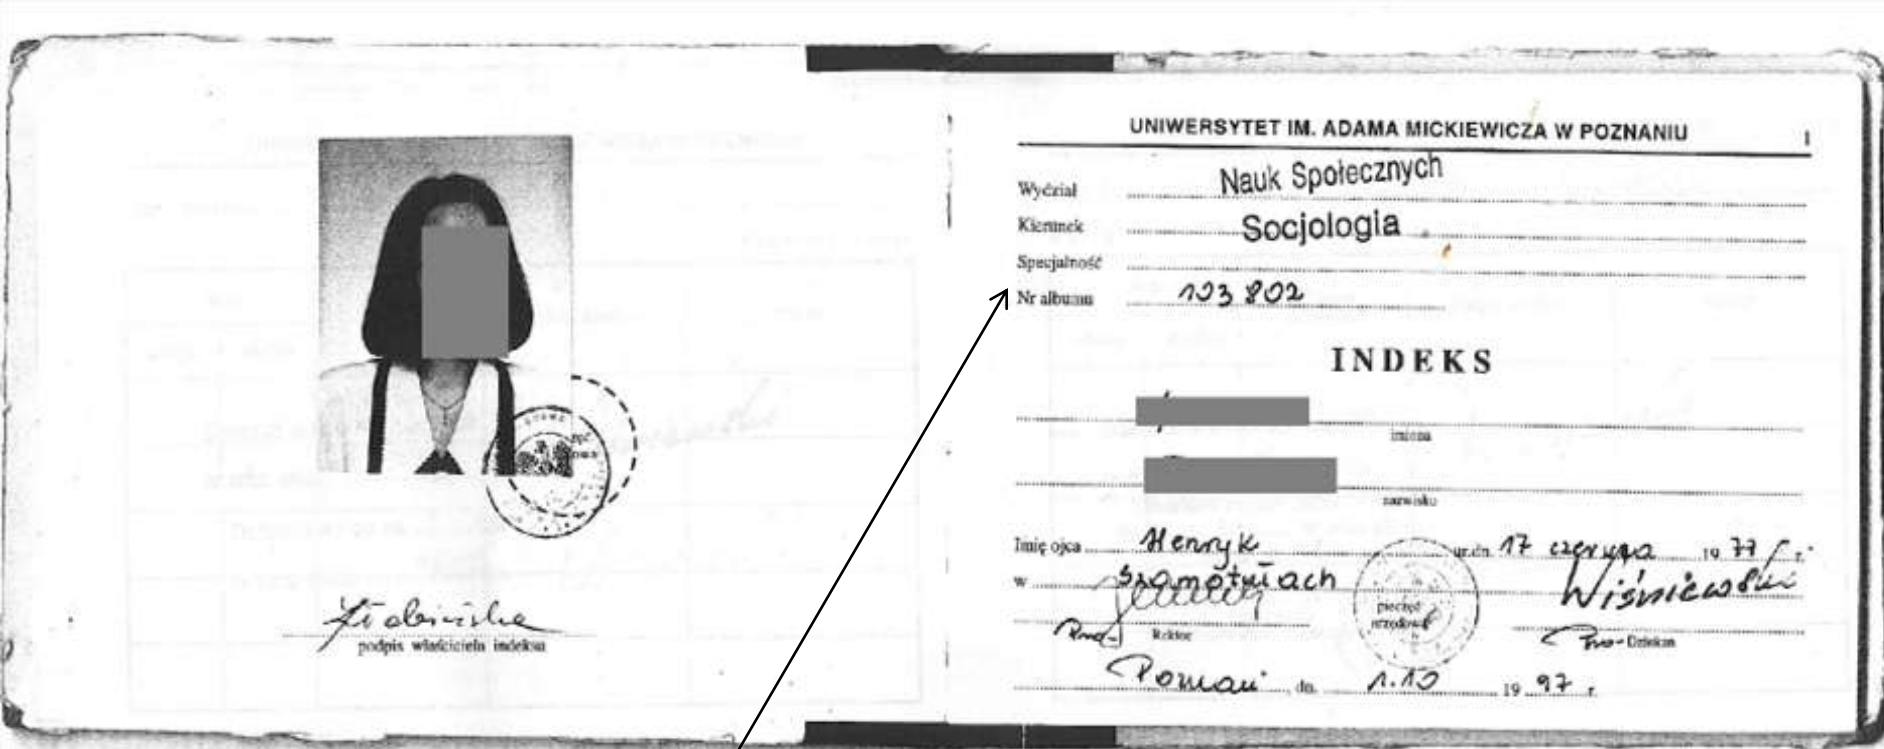 podpis właściciela indeksu
UNIWERSYTET IM. ADAMA MICKIEWICZA W POZNANIU 1
Wydział Nauk Społecznych
Kierunek Socjologia
Specjalność
Nr albumu 103 802
INDEKS
imiona
nazwisko
Imię ojca Henryk ur. dn. 17 czerwca 1977 r.
w Szamotułach
pieczęć
urzędowa
Wiśniewski
Rektor Dziekan
Poznań, dn. 1.10 1997 r.